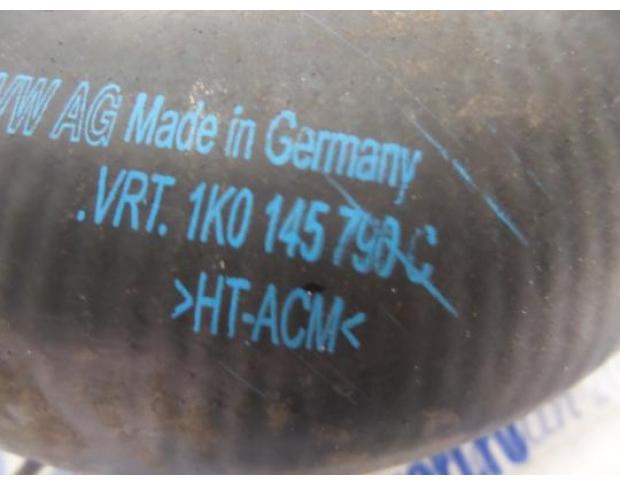 VW AG Made in Germany
.VRT. 1K0 145 790 C
>HT-ACM<